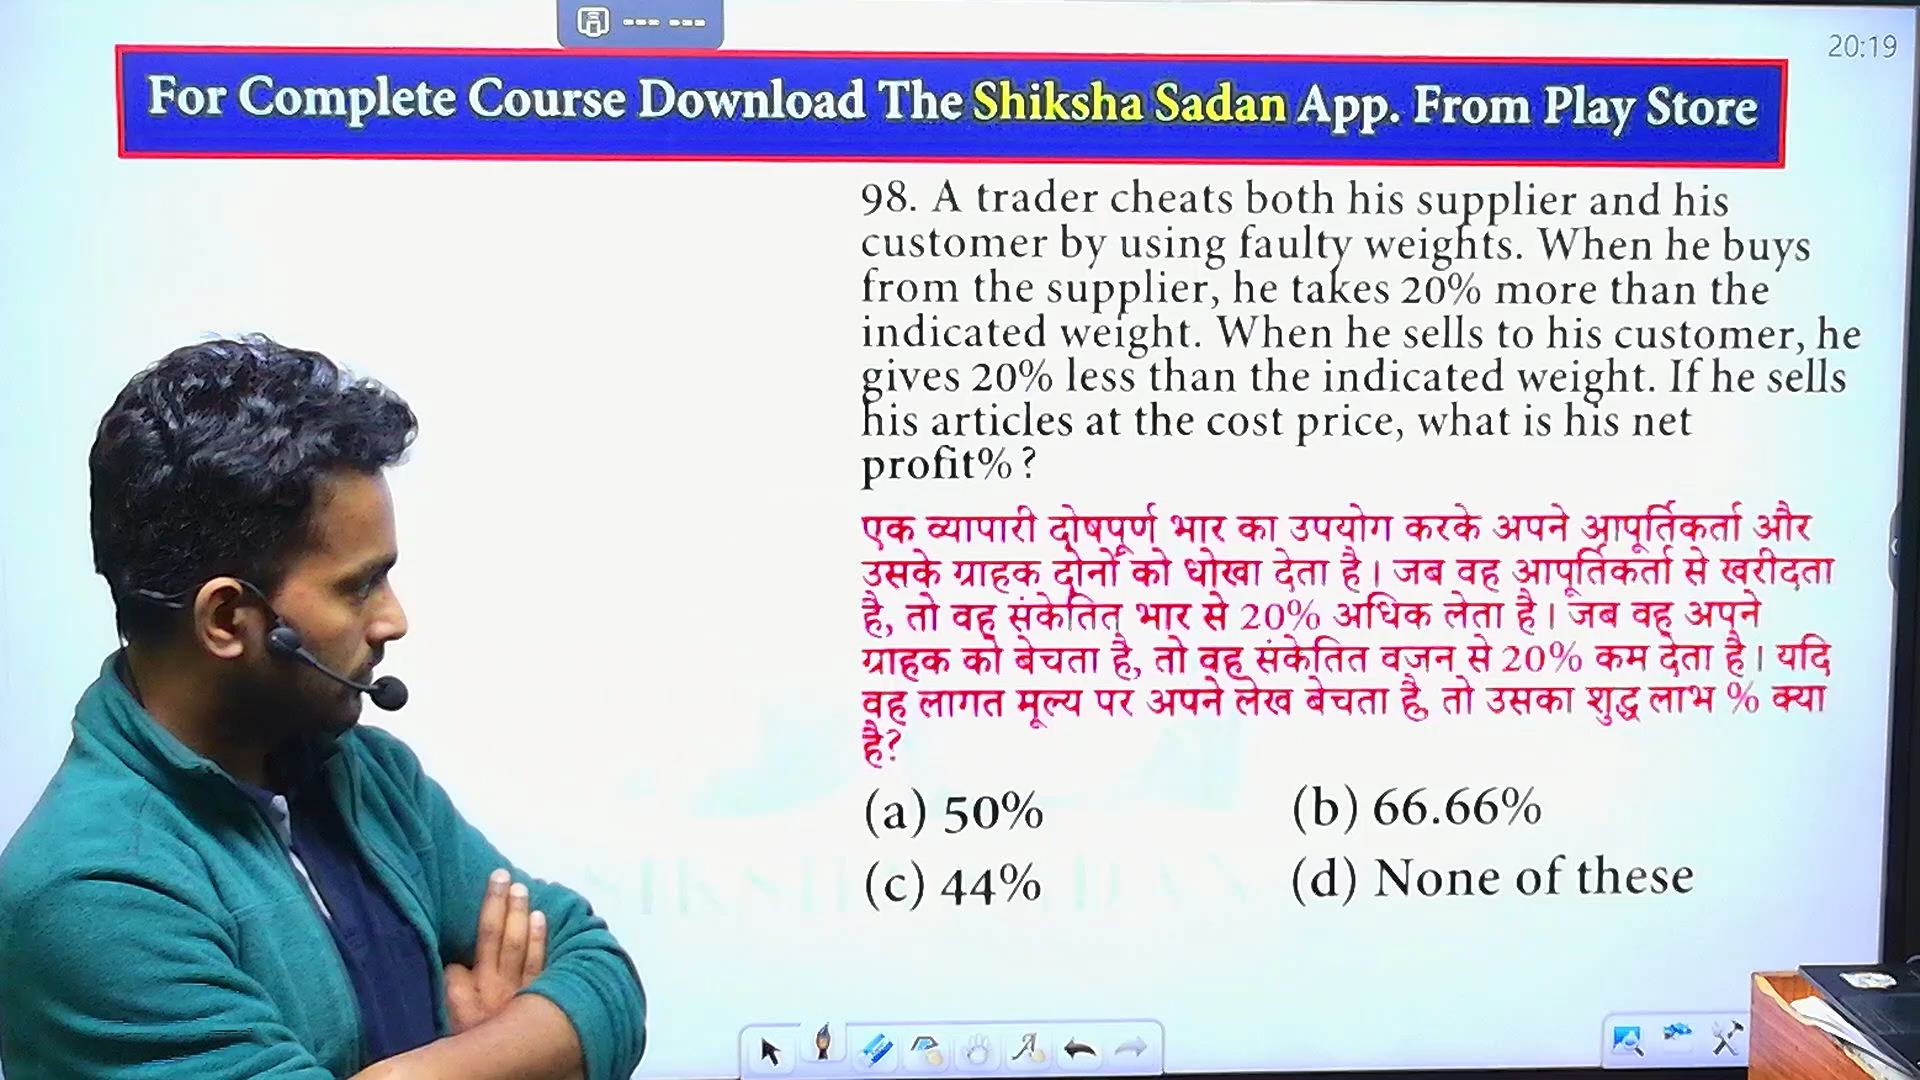 20:19
For Complete Course Download The Shiksha Sadan App. From Play Store
98. A trader cheats both his supplier and his
customer by using faulty weights. When he buys
from the supplier, he takes 20% more than the
indicated weight. When he sells to his customer, he
gives 20% less than the indicated weight. If he sells
his articles at the cost price, what is his net
profit% ?
एक व्यापारी दोषपूर्ण भार का उपयोग करके अपने आपूर्तिकर्ता और
उसके ग्राहक दोनों को धोखा देता है। जब वह आपूर्तिकर्ता से खरीदता
है, तो वह संकेतित भार से 20% अधिक लेता है। जब वह अपने
ग्राहक को बेचता है, तो वह संकेतित वजन से 20% कम देता है। यदि
वह लागत मूल्य पर अपने लेख बेचता है, तो उसका शुद्ध लाभ % क्या
है?
(a) 50% (b) 66.66%
(c) 44% (d) None of these